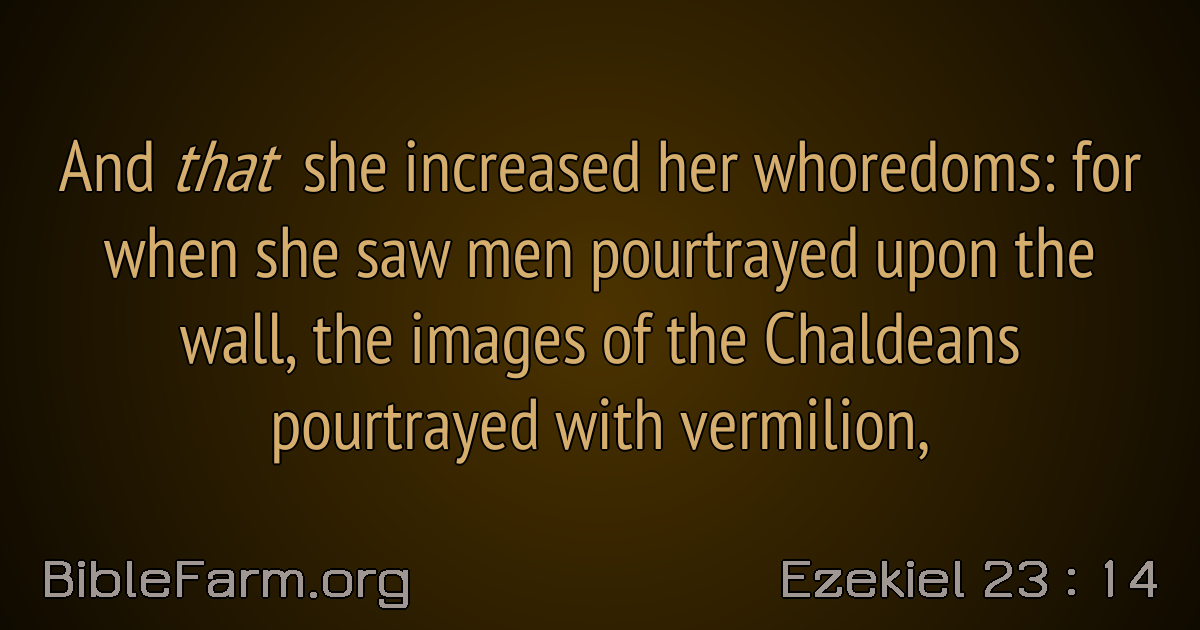 And that she increased her whoredoms: for
when she saw men pourtrayed upon the
wall, the images of the Chaldeans
pourtrayed with vermilion,
BibleFarm.org
Ezekiel 23 : 14